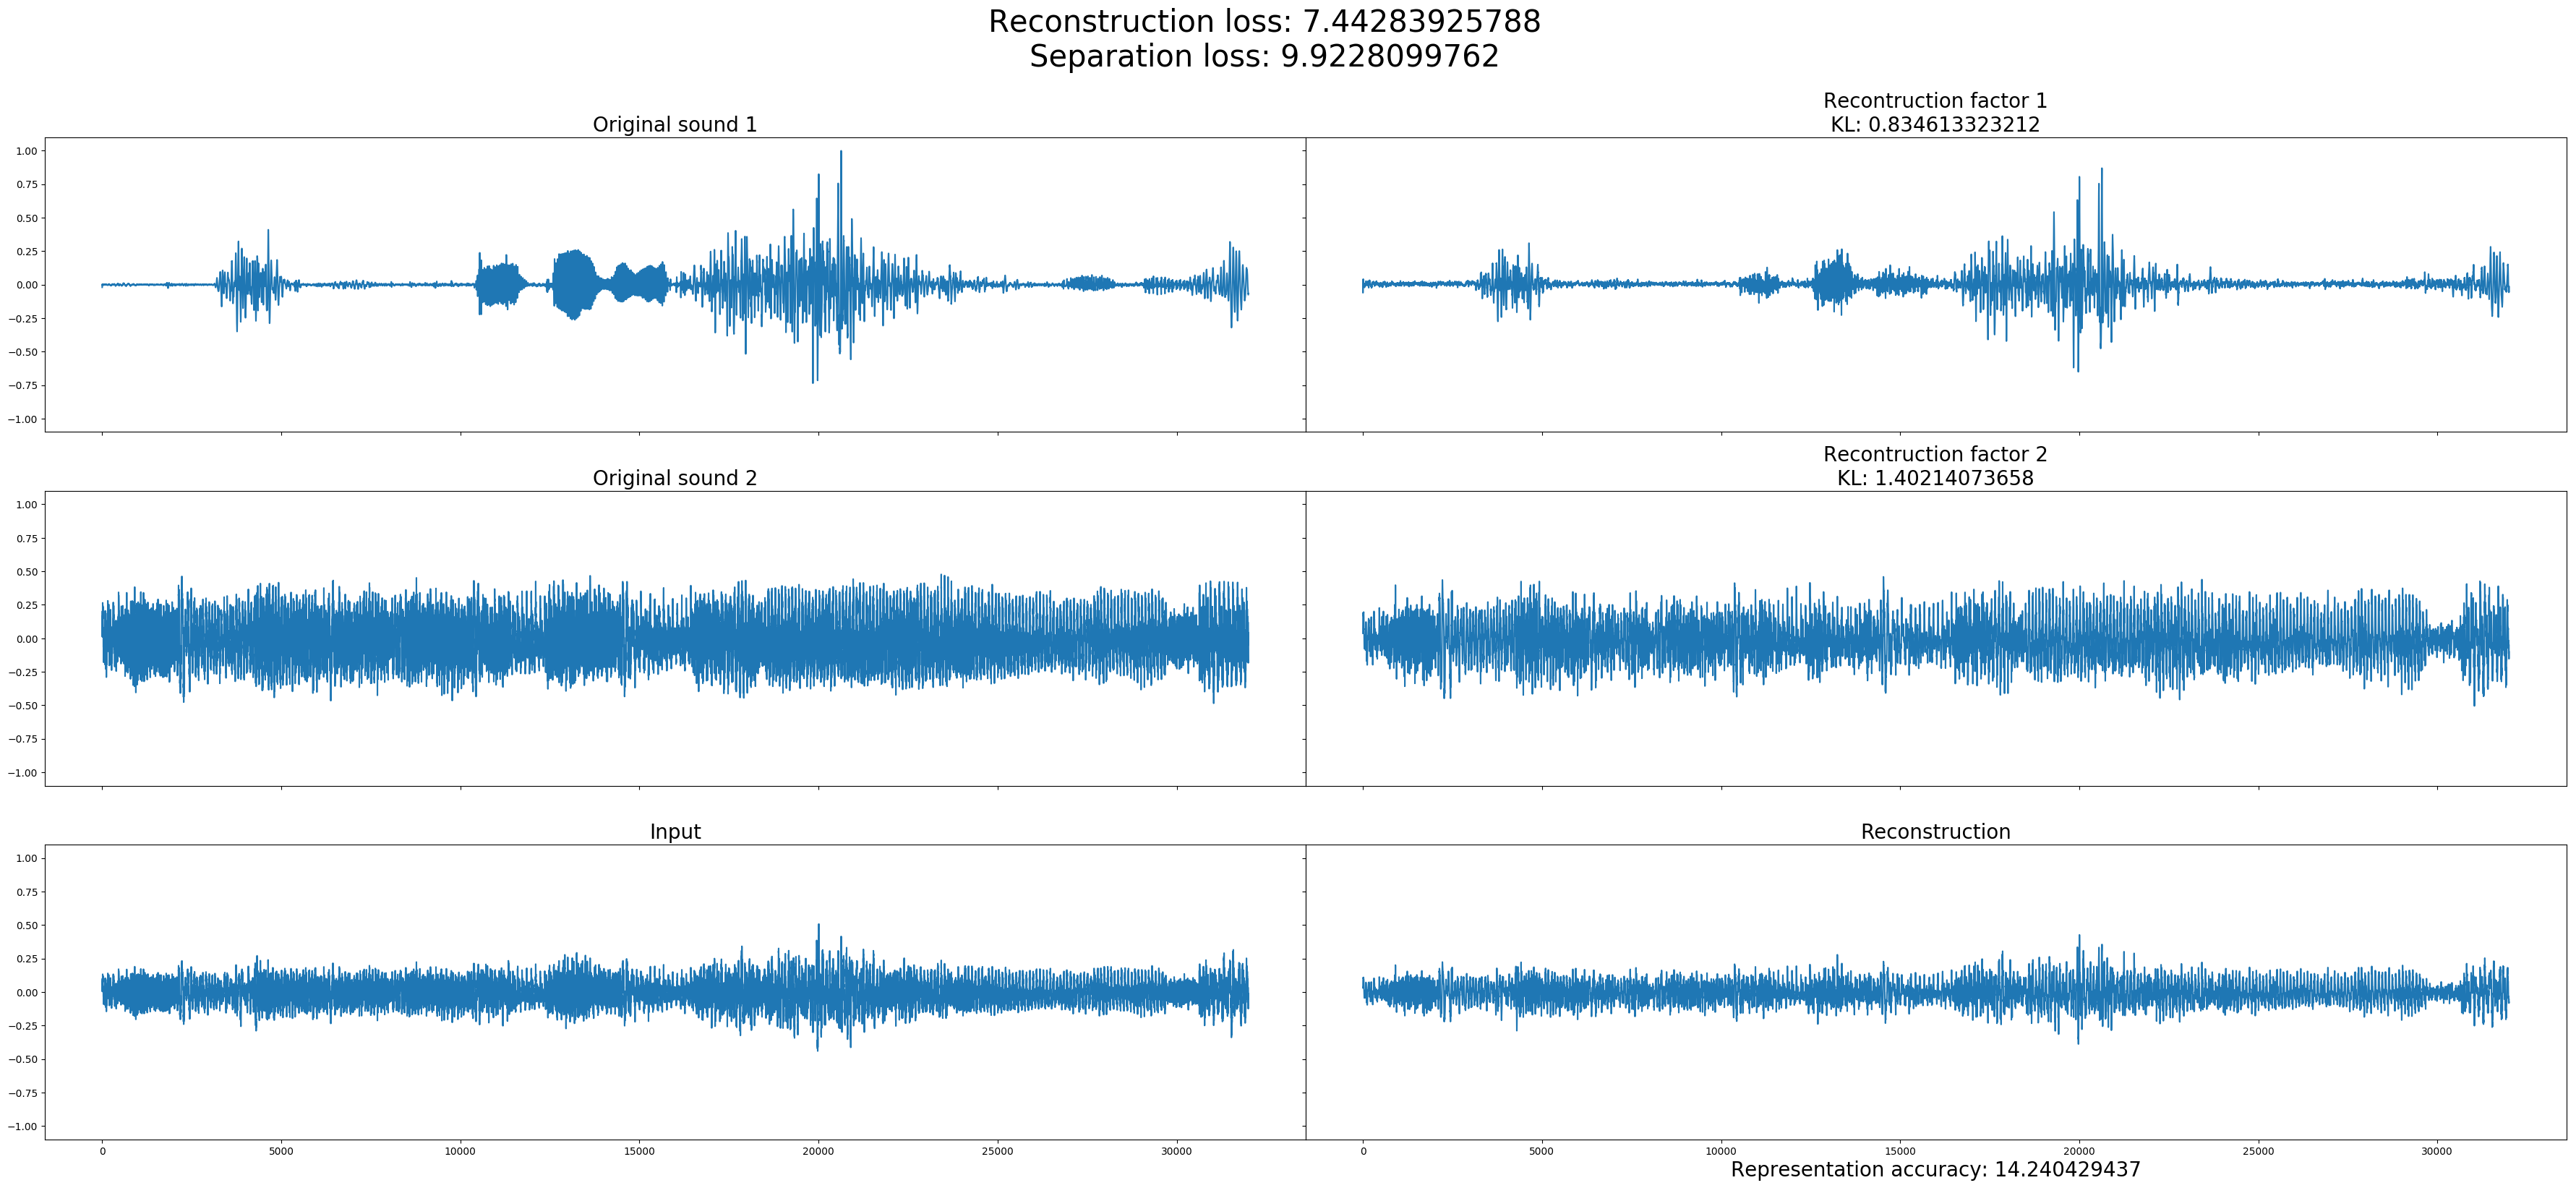 Reconstruction loss: 7.44283925788
Separation loss: 9.9228099762
Original sound 1
Recontruction factor 1
KL: 0.834613323212
1.00
0.75
0.50
0.25
0.00
−0.25
−0.50
−0.75
−1.00
Original sound 2
Recontruction factor 2
KL: 1.40214073658
1.00
0.75
0.50
0.25
0.00
−0.25
−0.50
−0.75
−1.00
Input
Reconstruction
1.00
0.75
0.50
0.25
0.00
−0.25
−0.50
−0.75
−1.00
0 5000 10000 15000 20000 25000 30000
0 5000 10000 15000 20000 25000 30000
Representation accuracy: 14.240429437